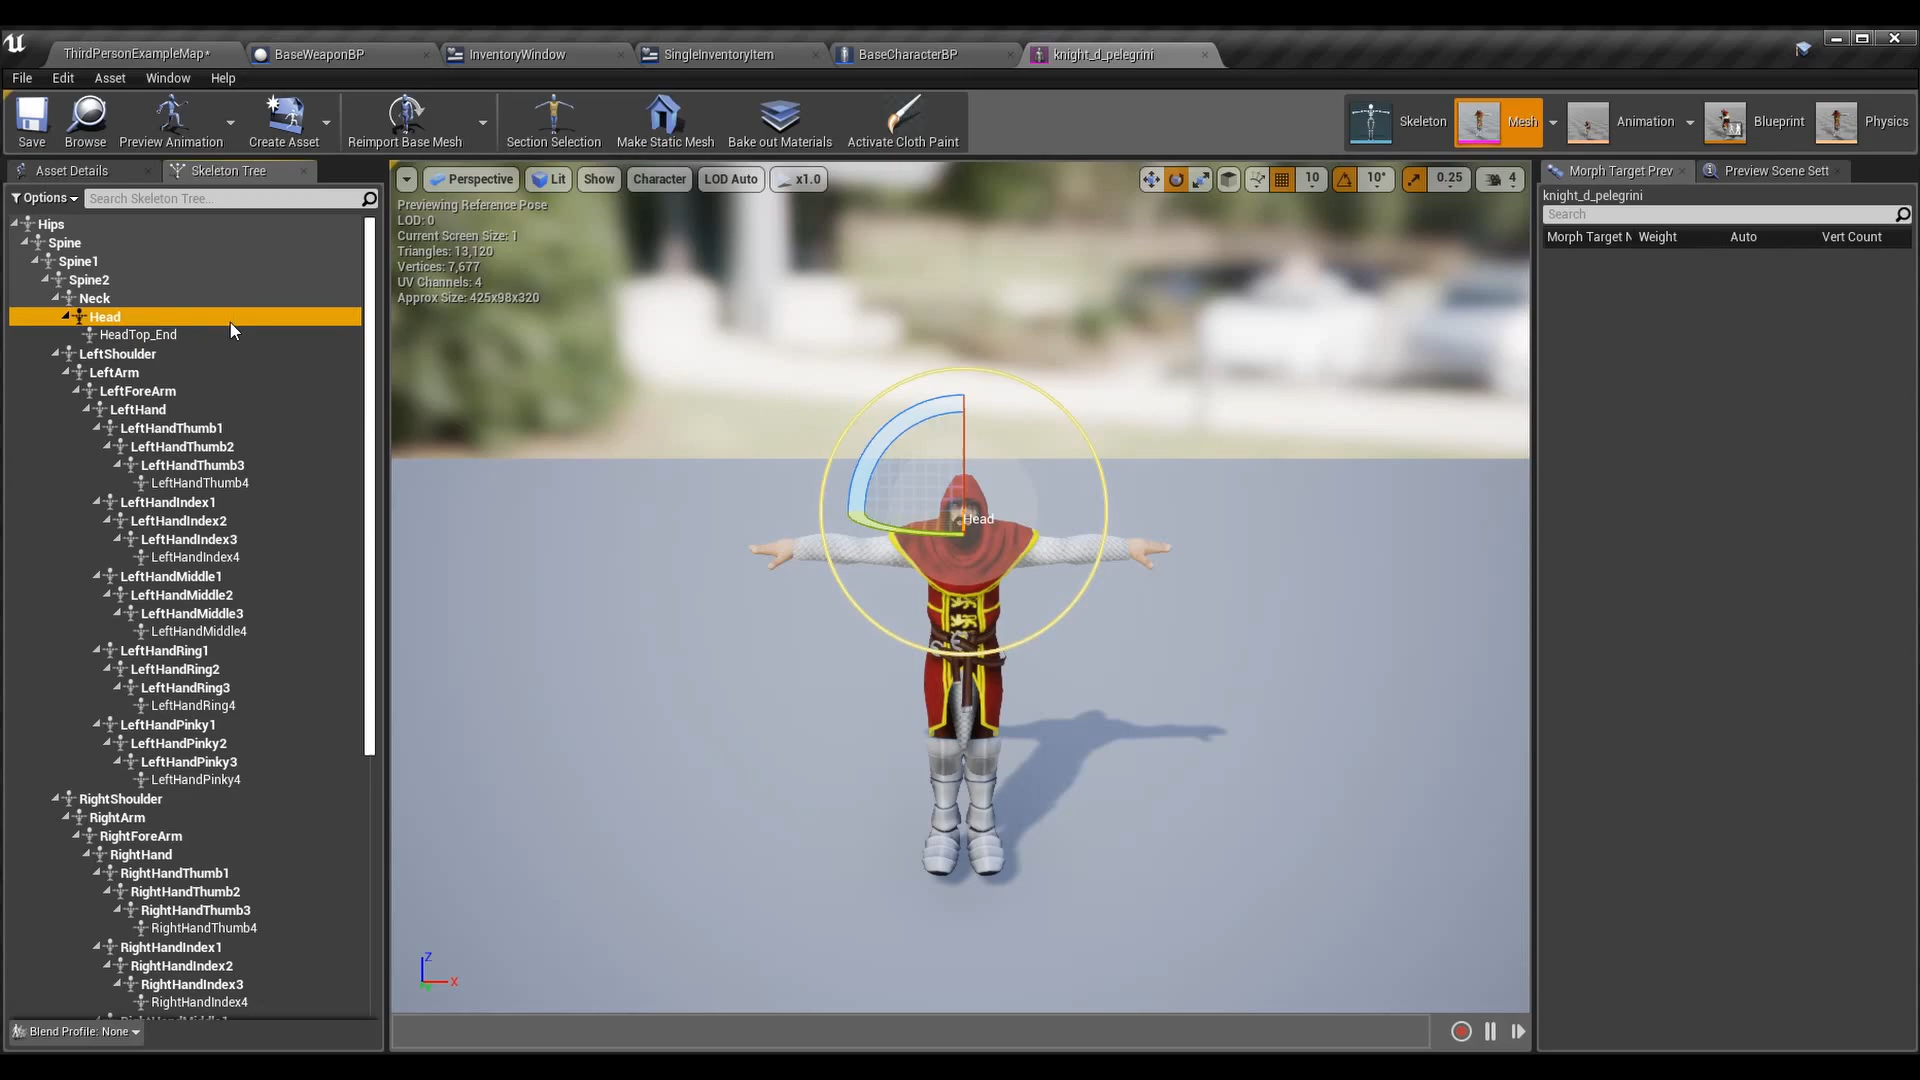 ThirdPersonExampleMap*
BaseWeaponBP
InventoryWindow
SingleInventoryItem
BaseCharacterBP
knight_d_pelegrini
File Edit Asset Window Help
Save
Browse
Preview Animation
Create Asset
Reimport Base Mesh
Section Selection
Make Static Mesh
Bake out Materials
Activate Cloth Paint
Skeleton
Mesh
Animation
Blueprint
Physics
Asset Details
Skeleton Tree
Options
Search Skeleton Tree...
Hips
Spine
Spine1
Spine2
Neck
Head
HeadTop_End
LeftShoulder
LeftArm
LeftForeArm
LeftHand
LeftHandThumb1
LeftHandThumb2
LeftHandThumb3
LeftHandThumb4
LeftHandIndex1
LeftHandIndex2
LeftHandIndex3
LeftHandIndex4
LeftHandMiddle1
LeftHandMiddle2
LeftHandMiddle3
LeftHandMiddle4
LeftHandRing1
LeftHandRing2
LeftHandRing3
LeftHandRing4
LeftHandPinky1
LeftHandPinky2
LeftHandPinky3
LeftHandPinky4
RightShoulder
RightArm
RightForeArm
RightHand
RightHandThumb1
RightHandThumb2
RightHandThumb3
RightHandThumb4
RightHandIndex1
RightHandIndex2
RightHandIndex3
RightHandIndex4
Blend Profile: None
Perspective
Lit
Show
Character
LOD Auto
x1.0
10
10°
0.25
4
Previewing Reference Pose
LOD: 0
Current Screen Size: 1
Triangles: 13,120
Vertices: 7,677
UV Channels: 4
Approx Size: 425x98x320
Head
Z
X
Morph Target Prev
Preview Scene Sett
knight_d_pelegrini
Search
Morph Target N Weight Auto Vert Count